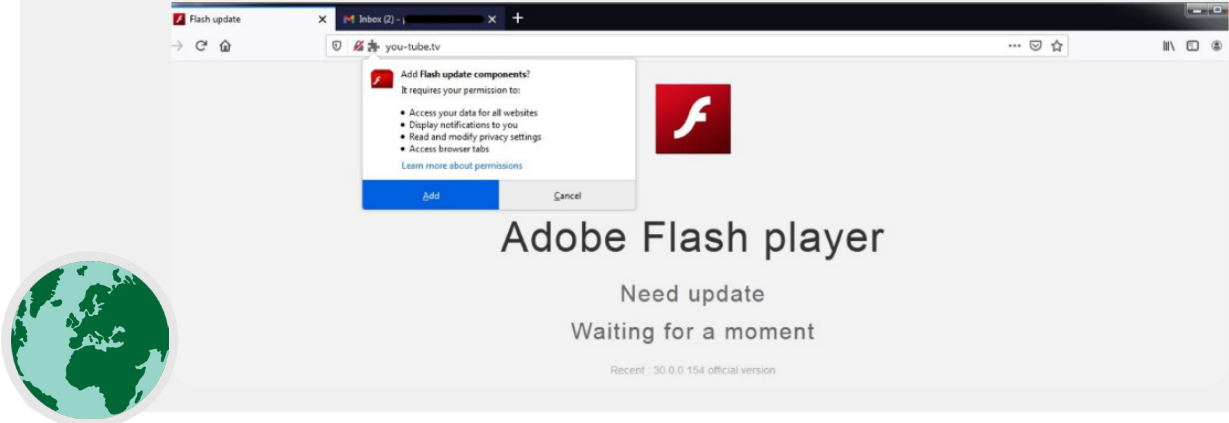 Flash update
Inbox (2) -
you-tube.tv
Add Flash update components?
It requires your permission to:
Access your data for all websites
Display notifications to you
Read and modify privacy settings
Access browser tabs
Learn more about permissions
Add Cancel
Adobe Flash player
Need update
Waiting for a moment
Recent : 30.0.0.154 official version